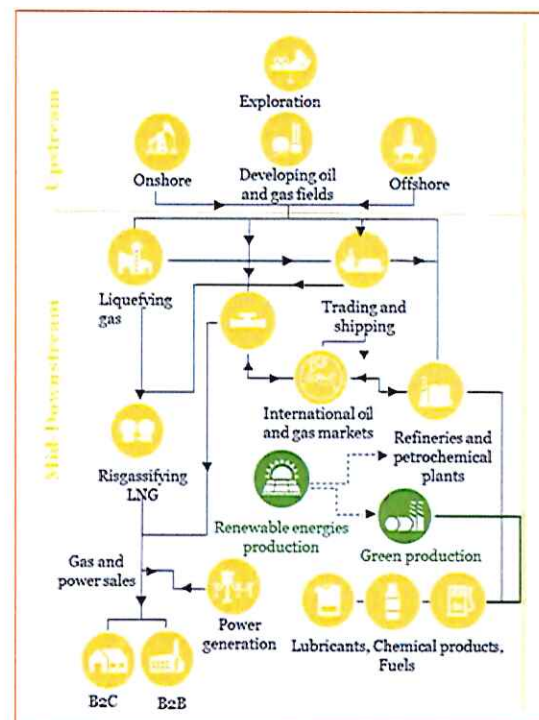 Upstream
Exploration
Onshore
Developing oil
and gas fields
Offshore
Mid-Downstream
Liquefying
gas
Trading and
shipping
International oil
and gas markets
Refineries and
petrochemical
plants
Risgassifying
LNG
Renewable energies
production
Green production
Gas and
power sales
Power
generation
Lubricants, Chemical products,
Fuels
B2C
B2B